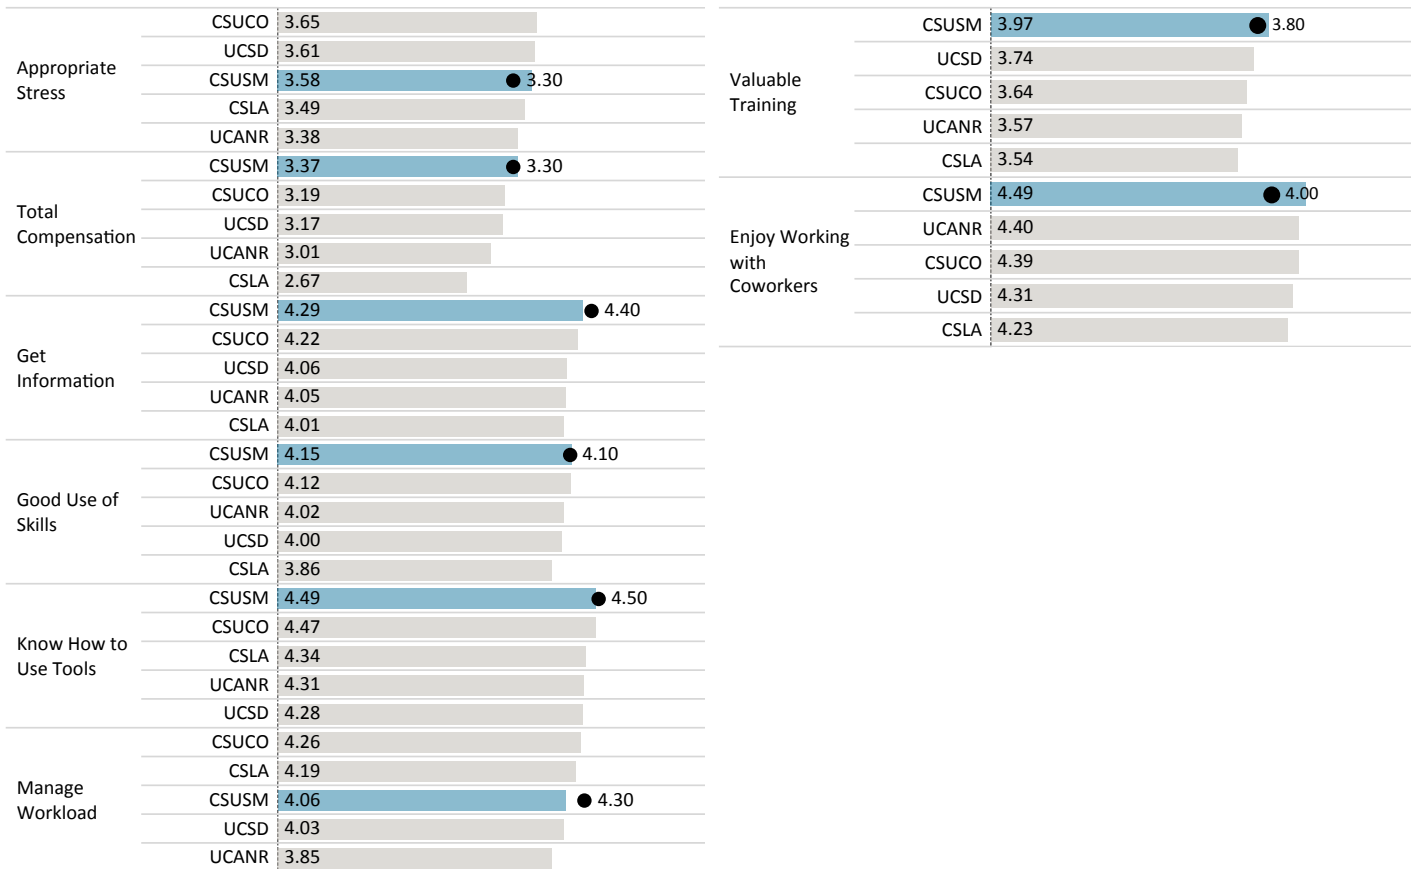 CSUCO 3.65
UCSD 3.61
Appropriate
Stress
CSUSM 3.58 3.30
CSLA 3.49
UCANR 3.38
CSUSM 3.37 3.30
CSUCO 3.19
Total
Compensation
UCSD 3.17
UCANR 3.01
CSLA 2.67
CSUSM 4.29 4.40
CSUCO 4.22
Get
Information
UCSD 4.06
UCANR 4.05
CSLA 4.01
CSUSM 4.15 4.10
CSUCO 4.12
Good Use of
Skills
UCANR 4.02
UCSD 4.00
CSLA 3.86
CSUSM 4.49 4.50
CSUCO 4.47
Know How to
Use Tools
CSLA 4.34
UCANR 4.31
UCSD 4.28
CSUCO 4.26
CSLA 4.19
Manage
Workload
CSUSM 4.06 4.30
UCSD 4.03
UCANR 3.85
CSUSM 3.97 3.80
UCSD 3.74
Valuable
Training
CSUCO 3.64
UCANR 3.57
CSLA 3.54
CSUSM 4.49 4.00
UCANR 4.40
Enjoy Working
with
Coworkers
CSUCO 4.39
UCSD 4.31
CSLA 4.23